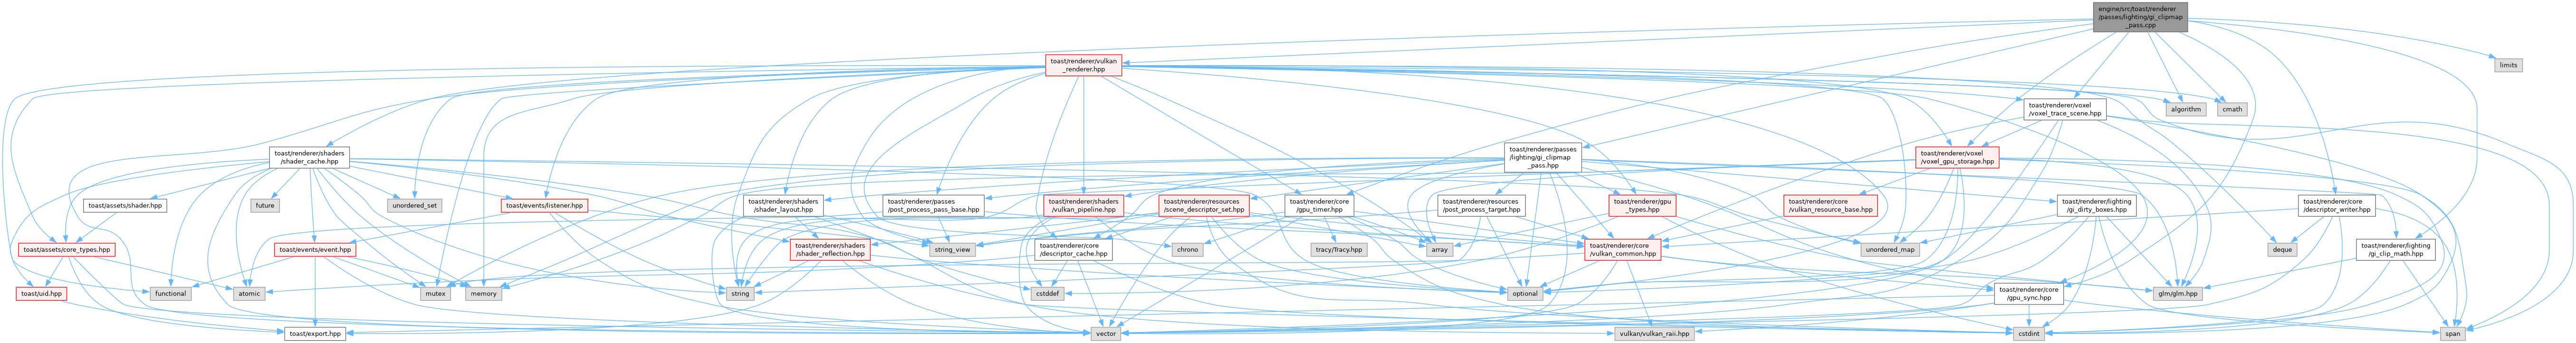 engine/src/toast/renderer
/passes/lighting/gi_clipmap
_pass.cpp
toast/renderer/vulkan
_renderer.hpp
limits
toast/renderer/voxel
/voxel_trace_scene.hpp
algorithm
cmath
toast/renderer/shaders
/shader_cache.hpp
toast/renderer/passes
/lighting/gi_clipmap
_pass.hpp
toast/renderer/voxel
/voxel_gpu_storage.hpp
toast/assets/shader.hpp
future
unordered_set
toast/events/listener.hpp
toast/renderer/shaders
/shader_layout.hpp
toast/renderer/passes
/post_process_pass_base.hpp
toast/renderer/shaders
/vulkan_pipeline.hpp
toast/renderer/resources
/scene_descriptor_set.hpp
toast/renderer/core
/gpu_timer.hpp
toast/renderer/resources
/post_process_target.hpp
toast/renderer/gpu
_types.hpp
toast/renderer/core
/vulkan_resource_base.hpp
toast/renderer/lighting
/gi_dirty_boxes.hpp
toast/renderer/core
/descriptor_writer.hpp
toast/assets/core_types.hpp
toast/events/event.hpp
toast/renderer/shaders
/shader_reflection.hpp
string_view
toast/renderer/core
/descriptor_cache.hpp
chrono
tracy/Tracy.hpp
array
toast/renderer/core
/vulkan_common.hpp
unordered_map
deque
toast/renderer/lighting
/gi_clip_math.hpp
toast/uid.hpp
functional
atomic
mutex
memory
string
cstddef
optional
toast/renderer/core
/gpu_sync.hpp
glm/glm.hpp
toast/export.hpp
vector
vulkan/vulkan_raii.hpp
cstdint
span